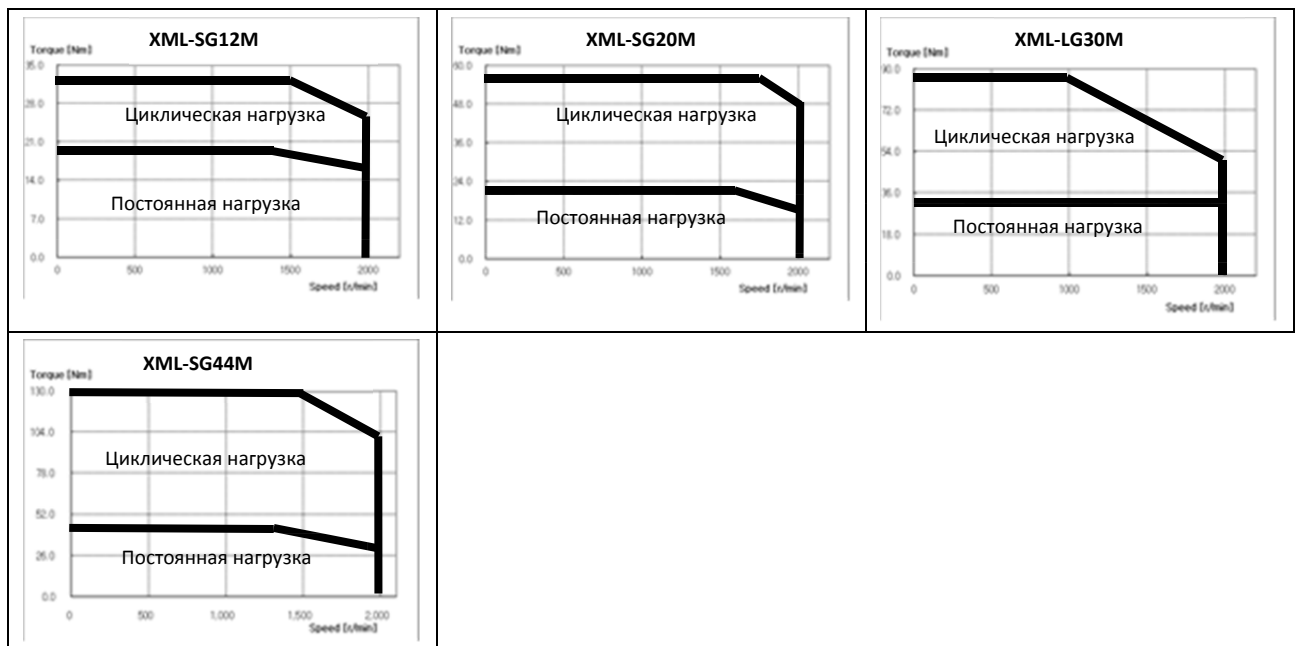 XML-SG12M
Torque [Nm]
35.0
28.0
Циклическая нагрузка
21.0
14.0
Постоянная нагрузка
7.0
0.0
0 500 1000 1500 2000
Speed [r/min]
XML-SG20M
Torque [Nm]
60.0
48.0
Циклическая нагрузка
36.0
24.0
Постоянная нагрузка
12.0
0.0
0 500 1000 1500 2000
Speed [r/min]
XML-LG30M
Torque [Nm]
90.0
72.0
Циклическая нагрузка
54.0
36.0
Постоянная нагрузка
18.0
0.0
0 500 1000 1500 2000
Speed [r/min]
XML-SG44M
Torque [Nm]
130.0
104.0
Циклическая нагрузка
78.0
52.0
Постоянная нагрузка
26.0
0.0
0 500 1,000 1,500 2,000
Speed [r/min]